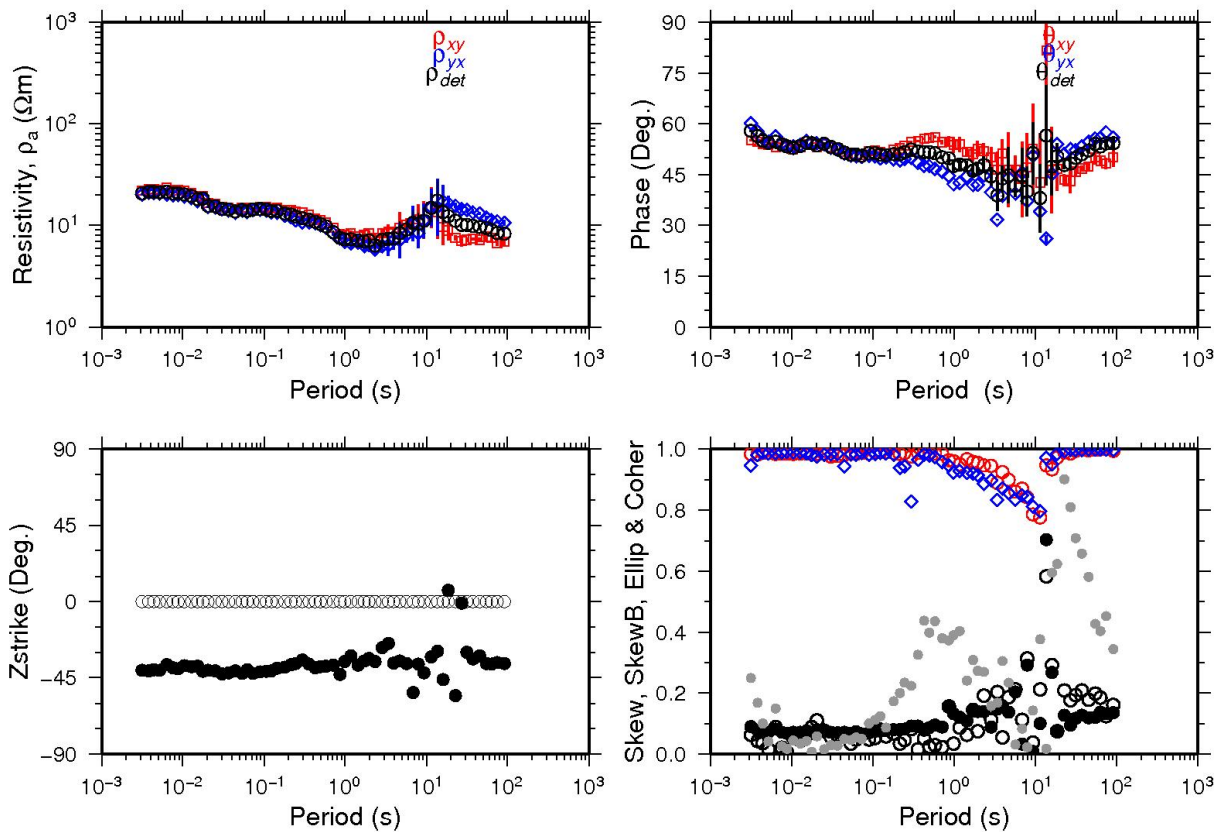 10³
10²
10¹
10⁰
Resistivity, ρₐ (Ωm)
ρxy
ρyx
ρdet
10⁻³ 10⁻² 10⁻¹ 10⁰ 10¹ 10² 10³
Period (s)
90
75
60
45
30
15
0
Phase (Deg.)
θxy
θyx
θdet
10⁻³ 10⁻² 10⁻¹ 10⁰ 10¹ 10² 10³
Period (s)
90
45
0
−45
−90
Zstrike (Deg.)
10⁻³ 10⁻² 10⁻¹ 10⁰ 10¹ 10² 10³
Period (s)
1.0
0.8
0.6
0.4
0.2
0.0
Skew, SkewB, Ellip & Coher
10⁻³ 10⁻² 10⁻¹ 10⁰ 10¹ 10² 10³
Period (s)